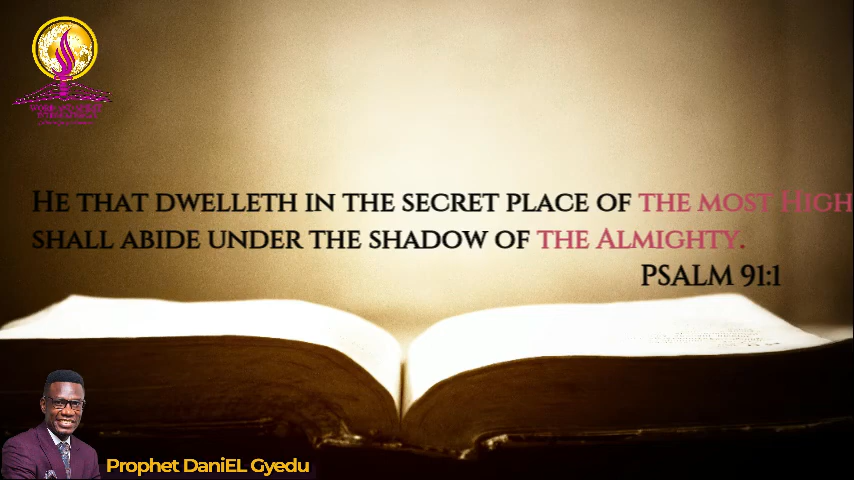 He that dwelleth in the secret place of the most High
shall abide under the shadow of the Almighty.
Psalm 91:1
Prophet DaniEL Gyedu